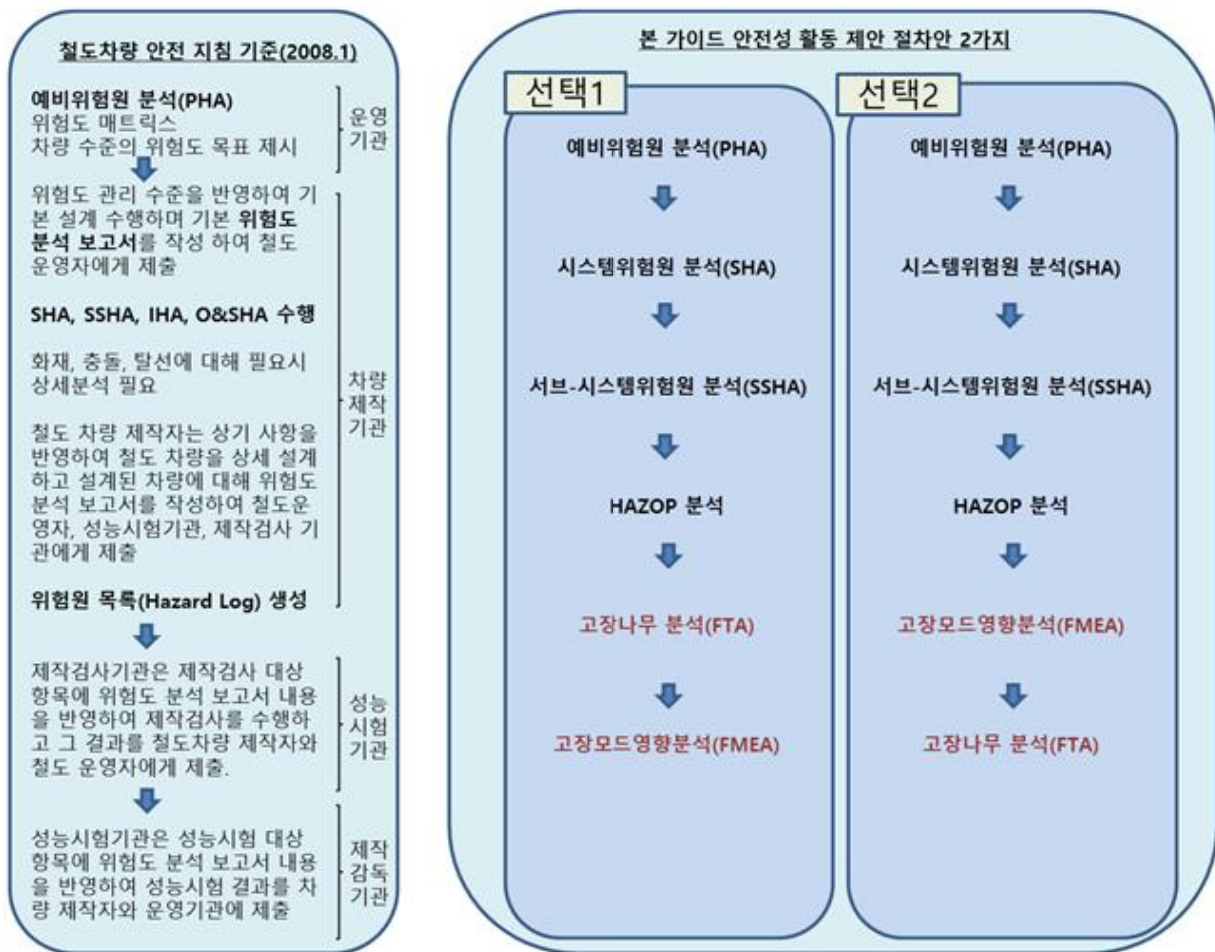 철도차량 안전 지침 기준(2008.1)
예비위험원 분석(PHA)
위험도 매트릭스
차량 수준의 위험도 목표 제시
운영
기관
위험도 관리 수준을 반영하여 기
본 설계 수행하며 기본 위험도
분석 보고서를 작성 하여 철도
운영자에게 제출
SHA, SSHA, IHA, O&SHA 수행
화재, 충돌, 탈선에 대해 필요시
상세분석 필요
철도 차량 제작자는 상기 사항을
반영하여 철도 차량을 상세 설계
하고 설계된 차량에 대해 위험도
분석 보고서를 작성하여 철도운
영자, 성능시험기관, 제작검사 기
관에게 제출
위험원 목록(Hazard Log) 생성
차량
제작
기관
제작검사기관은 제작검사 대상
항목에 위험도 분석 보고서 내용
을 반영하여 제작검사를 수행하
고 그 결과를 철도차량 제작자와
철도 운영자에게 제출.
성능
시험
기관
성능시험기관은 성능시험 대상
항목에 위험도 분석 보고서 내용
을 반영하여 성능시험 결과를 차
량 제작자와 운영기관에 제출
제작
감독
기관
본 가이드 안전성 활동 제안 절차안 2가지
선택1
예비위험원 분석(PHA)
시스템위험원 분석(SHA)
서브-시스템위험원 분석(SSHA)
HAZOP 분석
고장나무 분석(FTA)
고장모드영향분석(FMEA)
선택2
예비위험원 분석(PHA)
시스템위험원 분석(SHA)
서브-시스템위험원 분석(SSHA)
HAZOP 분석
고장모드영향분석(FMEA)
고장나무 분석(FTA)